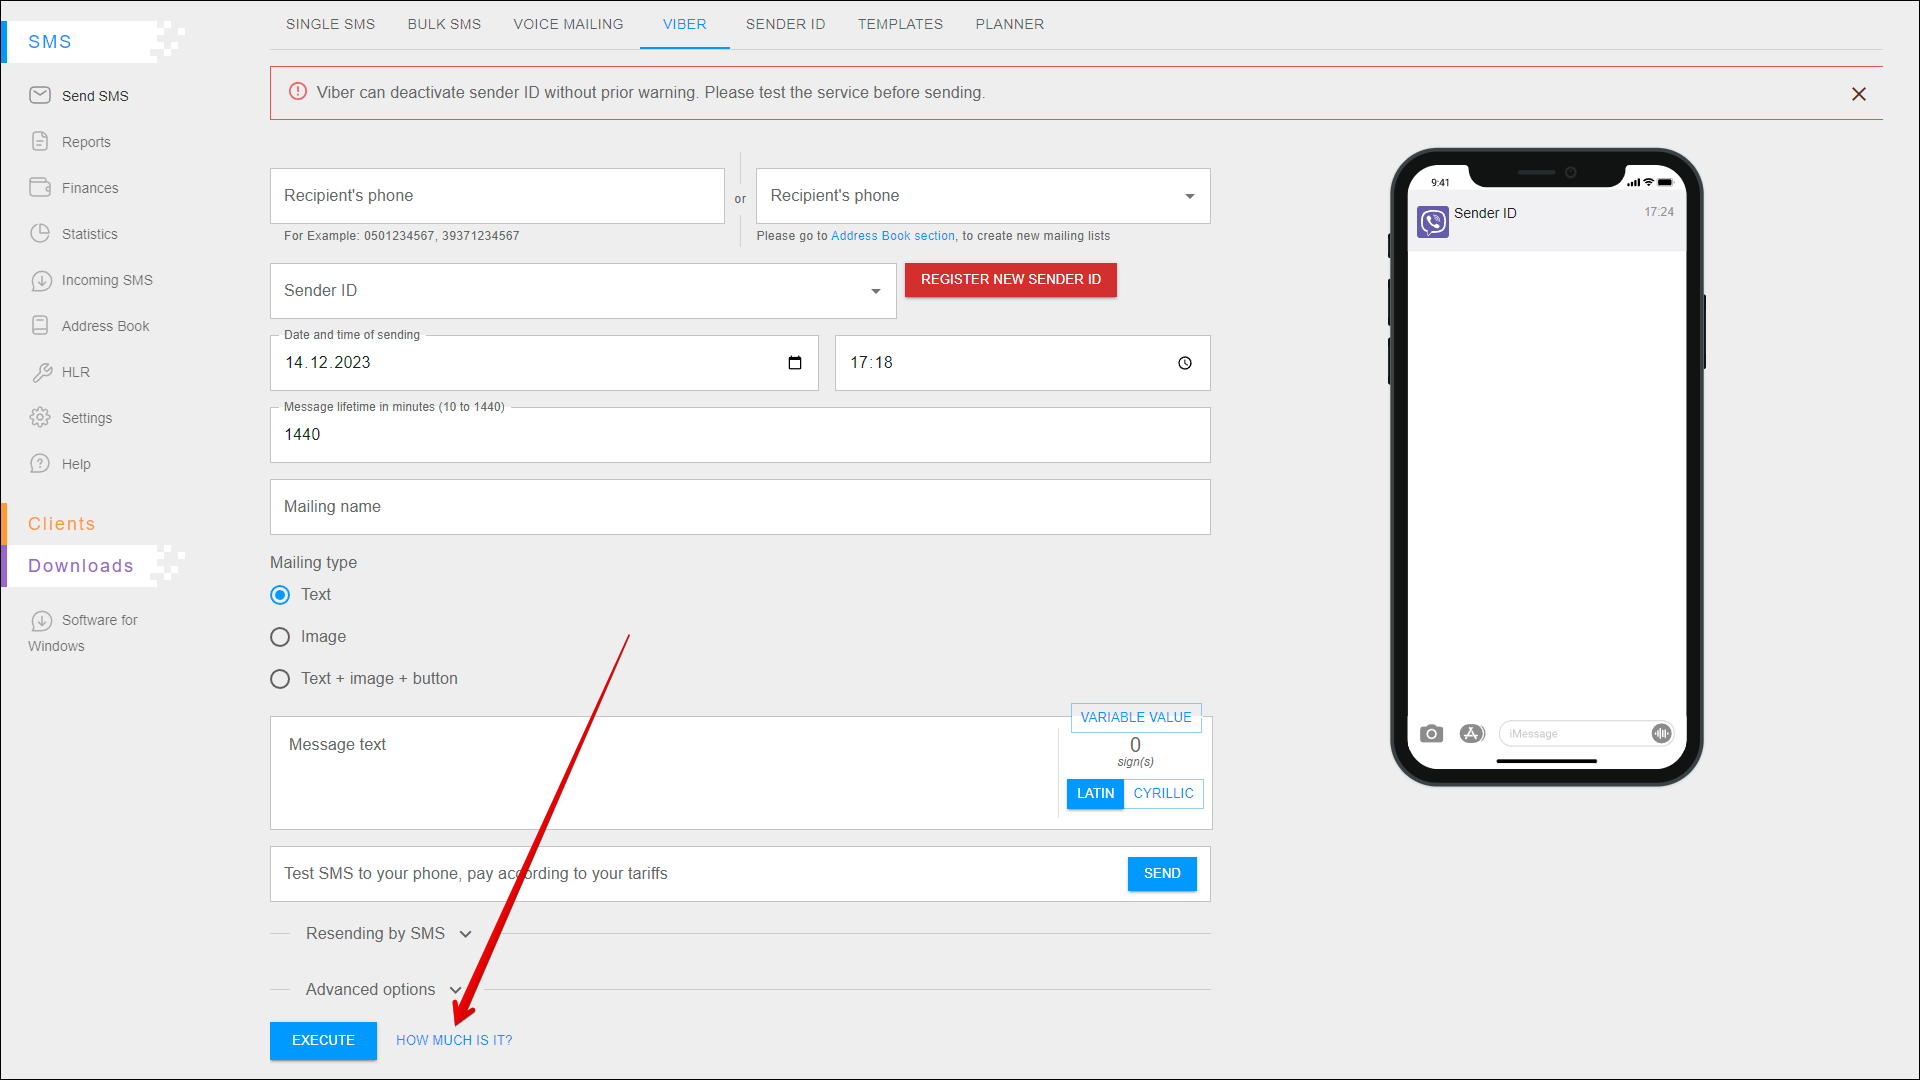 SMS
Send SMS
Reports
Finances
Statistics
Incoming SMS
Address Book
HLR
Settings
Help
Clients
Downloads
Software for
Windows
SINGLE SMS BULK SMS VOICE MAILING VIBER SENDER ID TEMPLATES PLANNER
Viber can deactivate sender ID without prior warning. Please test the service before sending.
Recipient's phone or Recipient's phone
For Example: 0501234567, 39371234567 Please go to Address Book section, to create new mailing lists
Sender ID REGISTER NEW SENDER ID
Date and time of sending
14.12.2023 17:18
Message lifetime in minutes (10 to 1440)
1440
Mailing name
Mailing type
Text
Image
Text + image + button
VARIABLE VALUE
Message text 0
sign(s)
LATIN CYRILLIC
Test SMS to your phone, pay according to your tariffs SEND
Resending by SMS
Advanced options
EXECUTE HOW MUCH IS IT?
9:41
Sender ID 17:24
iMessage